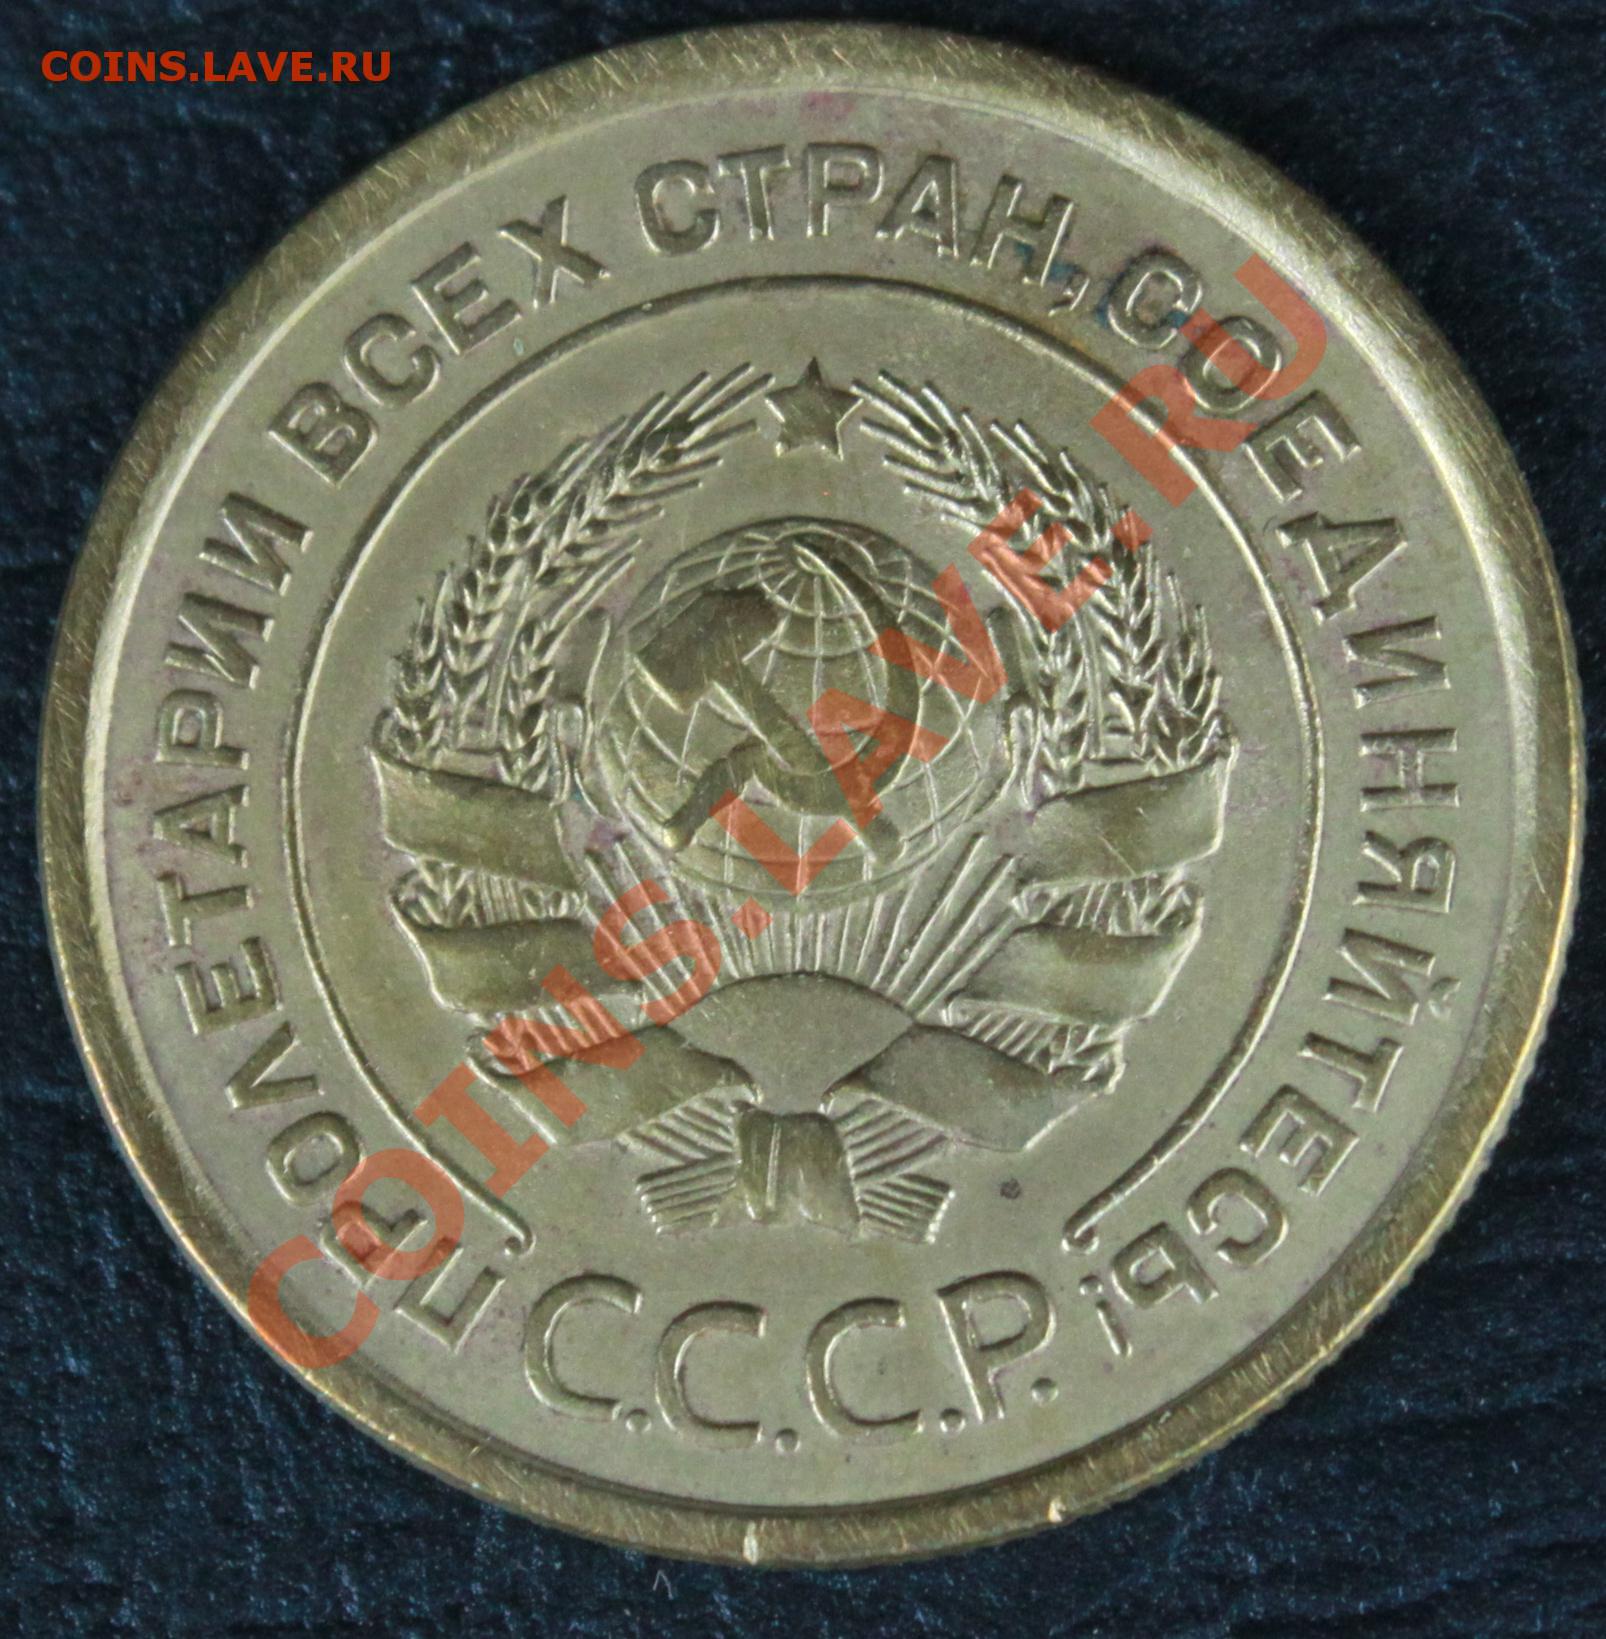 COINS.LAVE.RU
ПРОЛЕТАРИИ ВСЕХ СТРАН, СОЕДИНЯЙТЕСЬ!
С.С.С.Р.
COINS.LAVE.RU